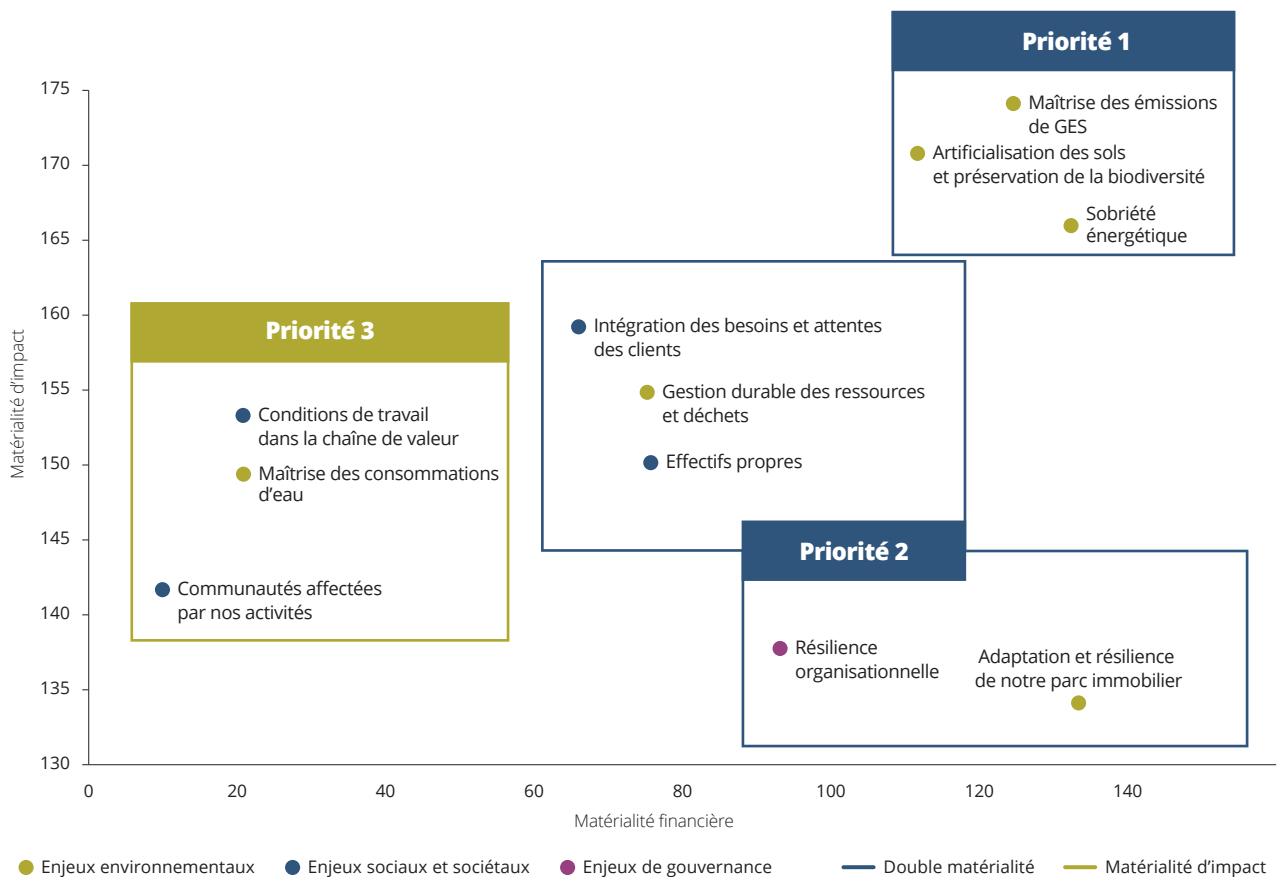 Priorité 1
Maîtrise des émissions
de GES
Artificialisation des sols
et préservation de la biodiversité
Sobriété
énergétique
Intégration des besoins et attentes
des clients
Gestion durable des ressources
et déchets
Effectifs propres
Priorité 2
Résilience
organisationnelle
Adaptation et résilience
de notre parc immobilier
Priorité 3
Conditions de travail
dans la chaîne de valeur
Maîtrise des consommations
d'eau
Communautés affectées
par nos activités
Matérialité d'impact
175
170
165
160
155
150
145
140
135
130
0 20 40 60 80 100 120 140
Matérialité financière
Enjeux environnementaux Enjeux sociaux et sociétaux Enjeux de gouvernance Double matérialité Matérialité d'impact